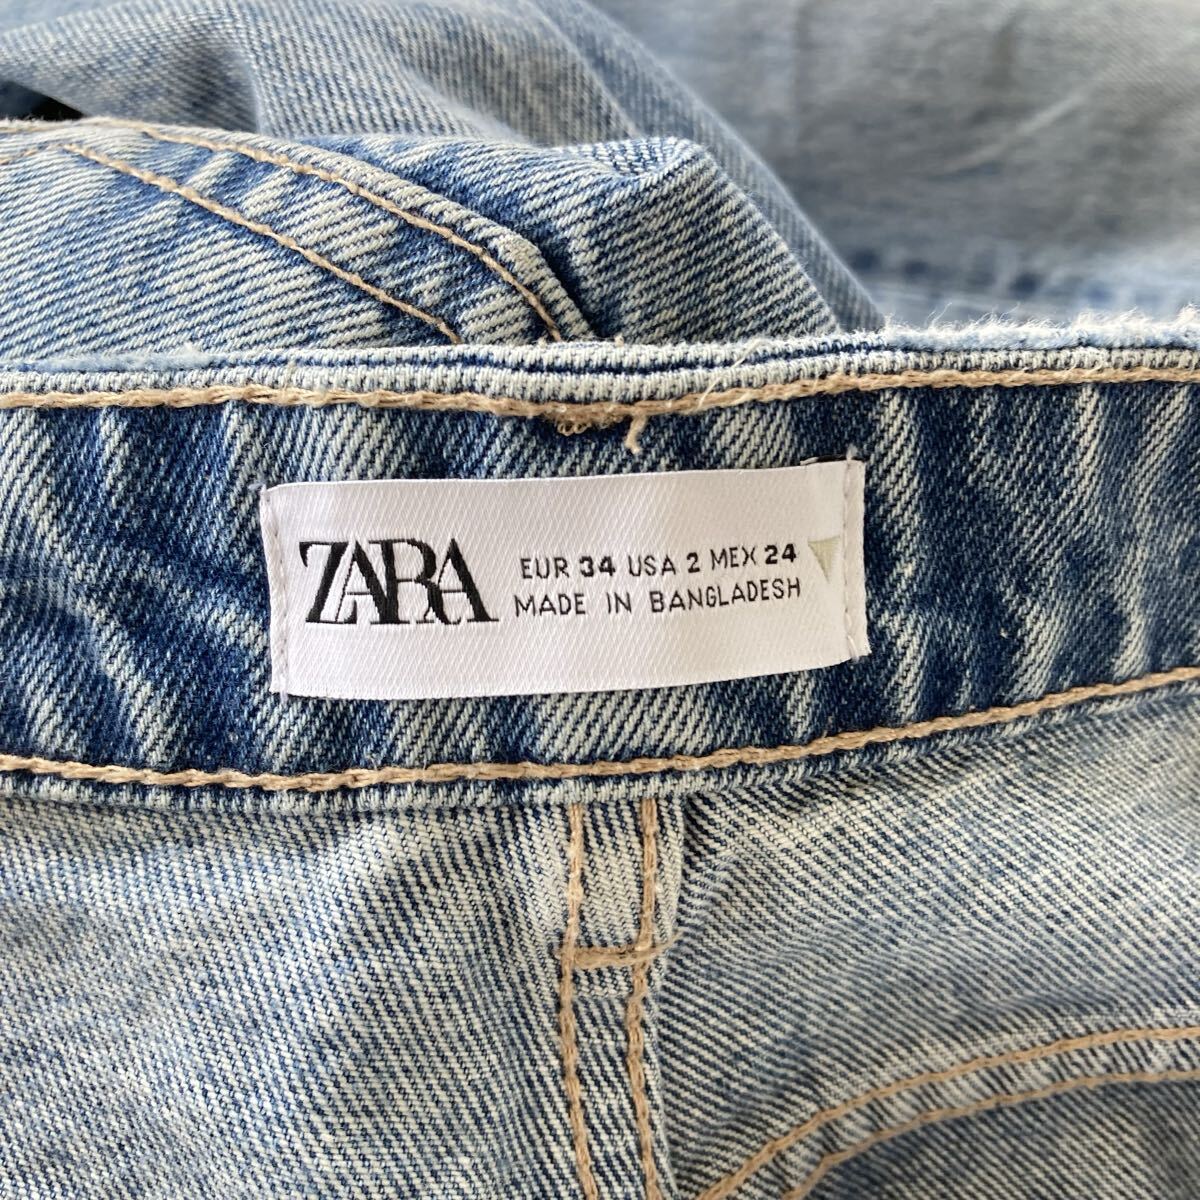 ZARA
EUR 34 USA 2 MEX 24
MADE IN BANGLADESH